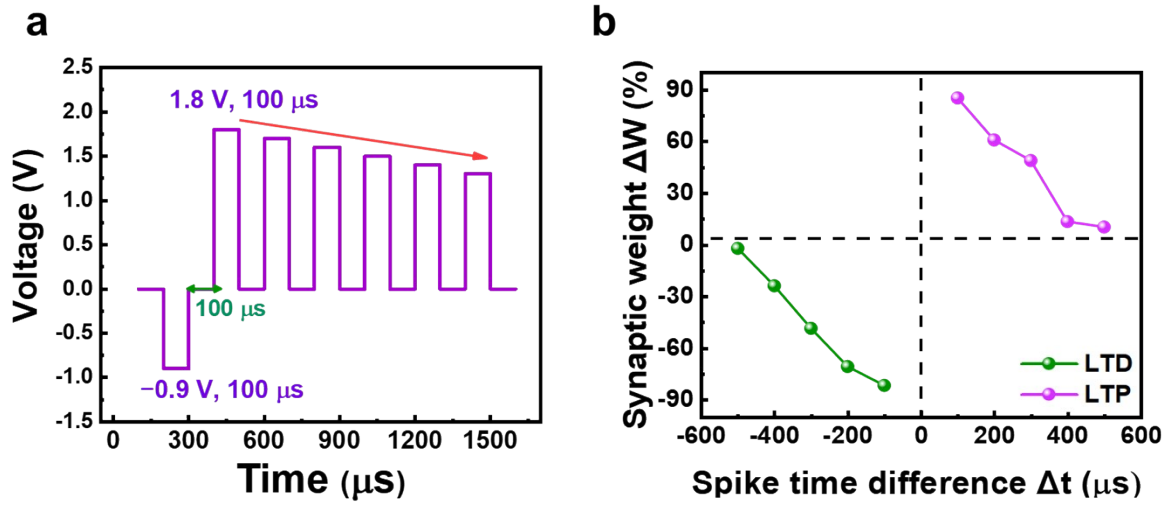 a
2.5
2.0
1.5
1.0
0.5
0.0
-0.5
-1.0
-1.5
Voltage (V)
1.8 V, 100 μs
100 μs
−0.9 V, 100 μs
0 300 600 900 1200 1500
Time (μs)
b
90
60
30
0
-30
-60
-90
Synaptic weight ΔW (%)
LTD
LTP
-600 -400 -200 0 200 400 600
Spike time difference Δt (μs)